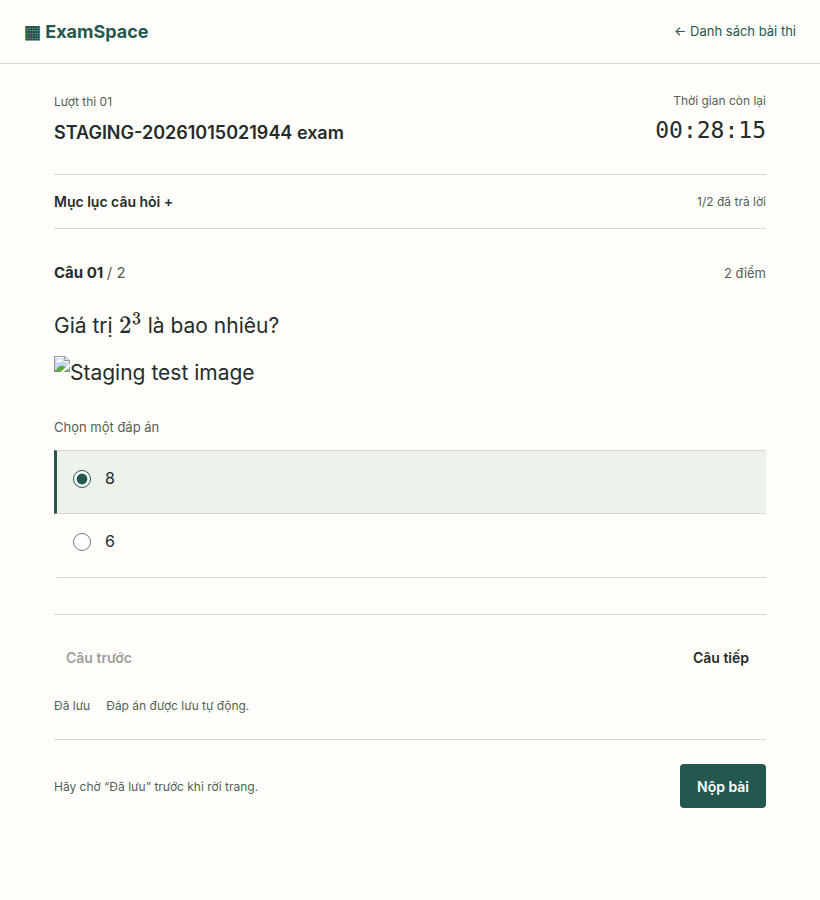 ExamSpace
← Danh sách bài thi
Lượt thi 01
Thời gian còn lại
STAGING-20261015021944 exam
00:28:15
Mục lục câu hỏi +
1/2 đã trả lời
Câu 01 / 2
2 điểm
Giá trị 2³ là bao nhiêu?
Staging test image
Chọn một đáp án
8
6
Câu trước
Câu tiếp
Đã lưu Đáp án được lưu tự động.
Hãy chờ “Đã lưu” trước khi rời trang.
Nộp bài